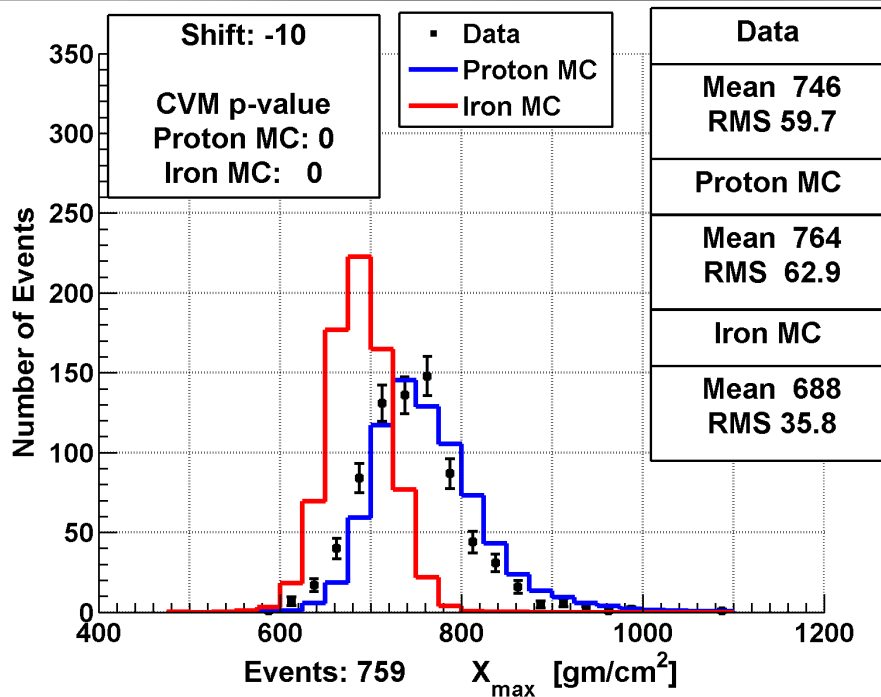 Shift: -10
CVM p-value
Proton MC: 0
Iron MC: 0
Data
Proton MC
Iron MC
Data
Mean 746
RMS 59.7
Proton MC
Mean 764
RMS 62.9
Iron MC
Mean 688
RMS 35.8
Number of Events
350
300
250
200
150
100
50
0
400
600
800
1000
1200
Events: 759
X_max [gm/cm²]